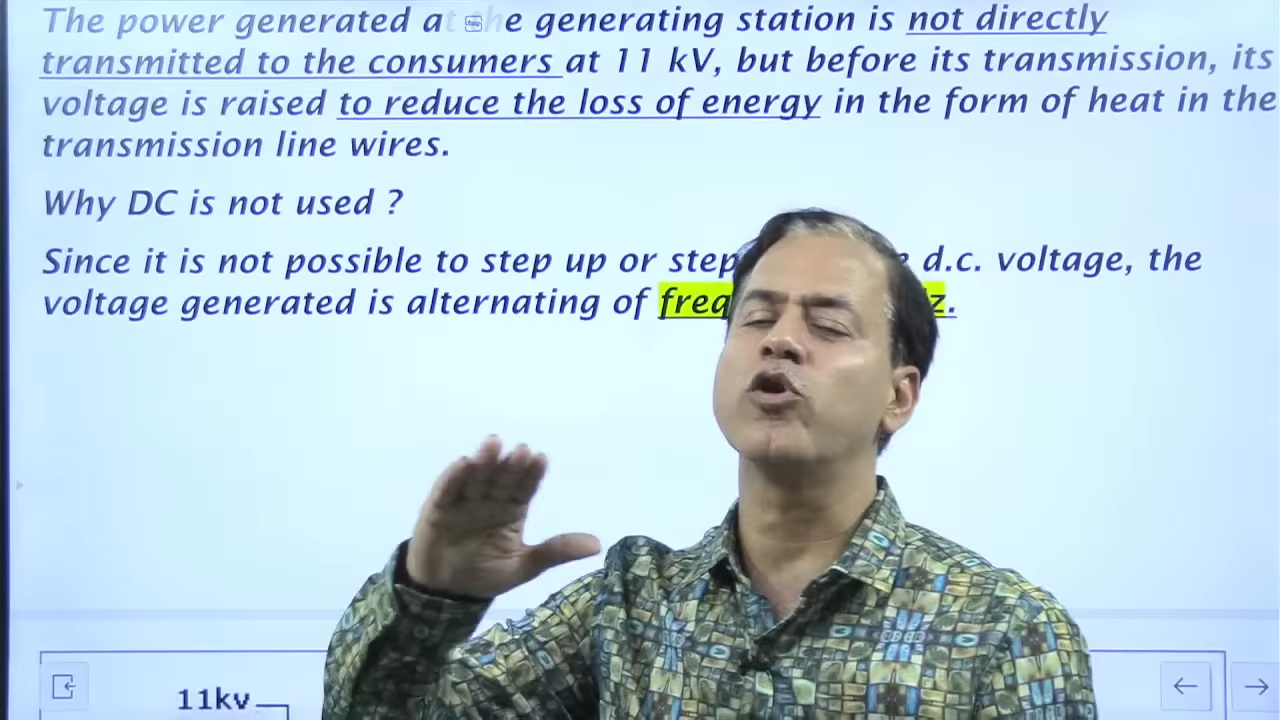 The power generated at the generating station is not directly
transmitted to the consumers at 11 kV, but before its transmission, its
voltage is raised to reduce the loss of energy in the form of heat in the
transmission line wires.
Why DC is not used ?
Since it is not possible to step up or step d.c. voltage, the
voltage generated is alternating of
11kv